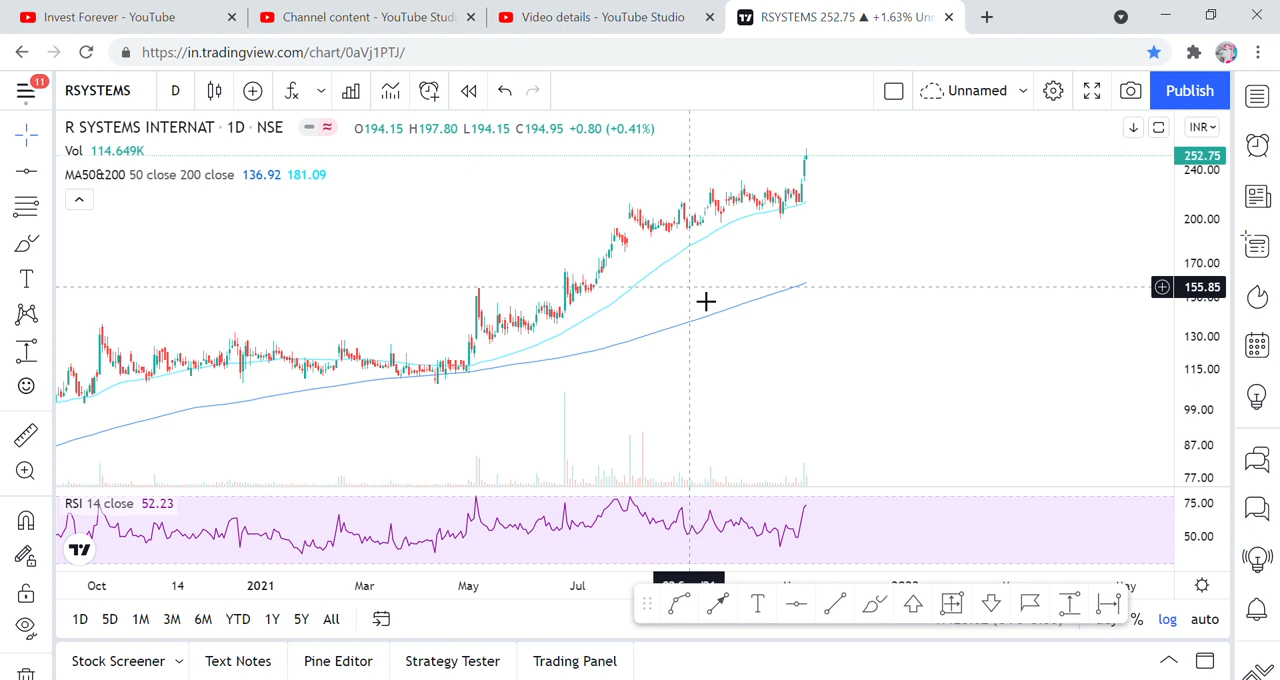 Invest Forever - YouTube
Channel content - YouTube Studi
Video details - YouTube Studio
RSYSTEMS 252.75 ▲ +1.63% Unn
https://in.tradingview.com/chart/0aVj1PTJ/
11
RSYSTEMS
D
Unnamed
Publish
R SYSTEMS INTERNAT · 1D · NSE
O194.15 H197.80 L194.15 C194.95 +0.80 (+0.41%)
INR
Vol 114.649K
252.75
240.00
MA50&200 50 close 200 close 136.92 181.09
200.00
170.00
155.85
130.00
115.00
99.00
87.00
77.00
RSI 14 close 52.23
75.00
50.00
Oct 14 2021 Mar May Jul
1D 5D 1M 3M 6M YTD 1Y 5Y All
% log auto
Stock Screener Text Notes Pine Editor Strategy Tester Trading Panel